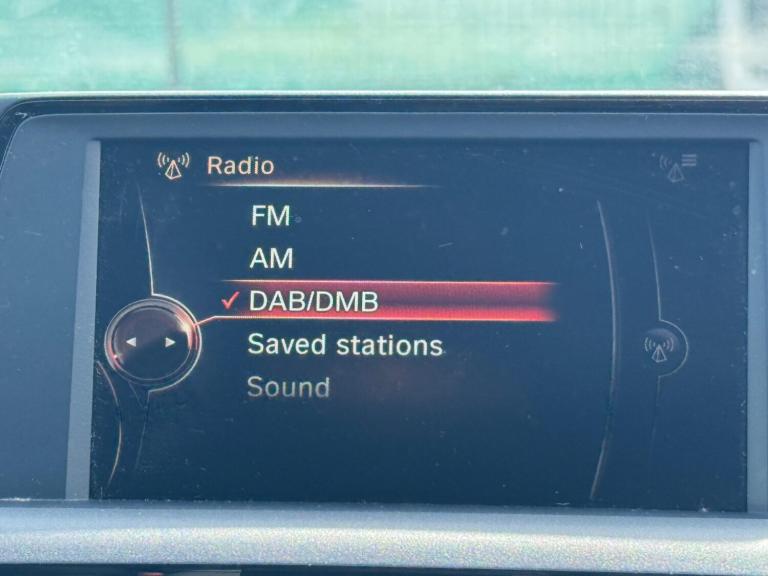 Radio
FM
AM
DAB/DMB
Saved stations
Sound